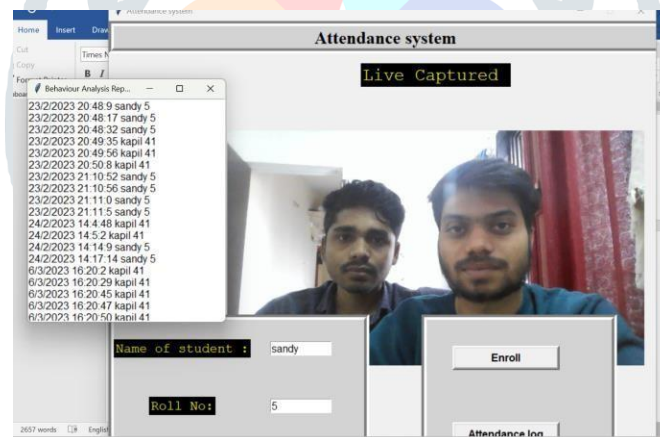 Attendance system
Home Insert Draw
Cut
Copy
Times N
B I
Attendance system
Live Captured
Behaviour Analysis Rep...
23/2/2023 20:48:9 sandy 5
23/2/2023 20:48:17 sandy 5
23/2/2023 20:48:32 sandy 5
23/2/2023 20:49:35 kapil 41
23/2/2023 20:49:56 kapil 41
23/2/2023 20:50:8 kapil 41
23/2/2023 21:10:52 sandy 5
23/2/2023 21:10:56 sandy 5
23/2/2023 21:11:0 sandy 5
23/2/2023 21:11:5 sandy 5
24/2/2023 14:4:48 kapil 41
24/2/2023 14:5:2 kapil 41
24/2/2023 14:14:9 sandy 5
24/2/2023 14:17:14 sandy 5
6/3/2023 16:20:2 kapil 41
6/3/2023 16:20:29 kapil 41
6/3/2023 16:20:45 kapil 41
6/3/2023 16:20:47 kapil 41
6/3/2023 16:20:50 kapil 41
Name of student : sandy
Enroll
Roll No: 5
Attendance log
2657 words Englis